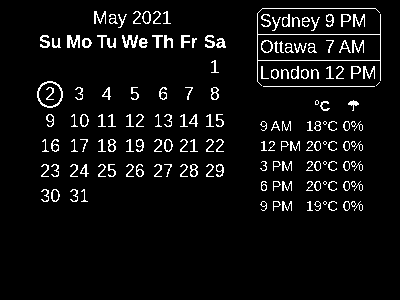 May 2021
Su Mo Tu We Th Fr Sa
1
2 3 4 5 6 7 8
9 10 11 12 13 14 15
16 17 18 19 20 21 22
23 24 25 26 27 28 29
30 31
Sydney 9 PM
Ottawa 7 AM
London 12 PM
°C
9 AM 18°C 0%
12 PM 20°C 0%
3 PM 20°C 0%
6 PM 20°C 0%
9 PM 19°C 0%